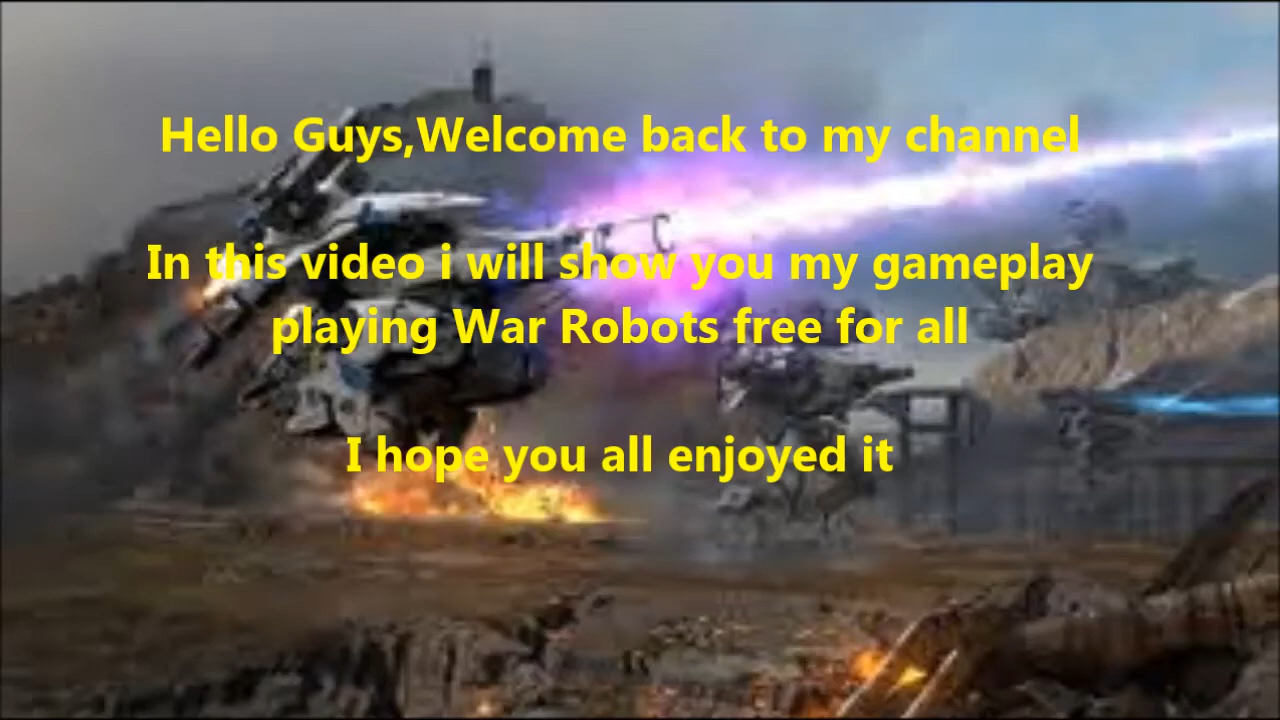 Hello Guys,Welcome back to my channel
In this video i will show you my gameplay
playing War Robots free for all
I hope you all enjoyed it